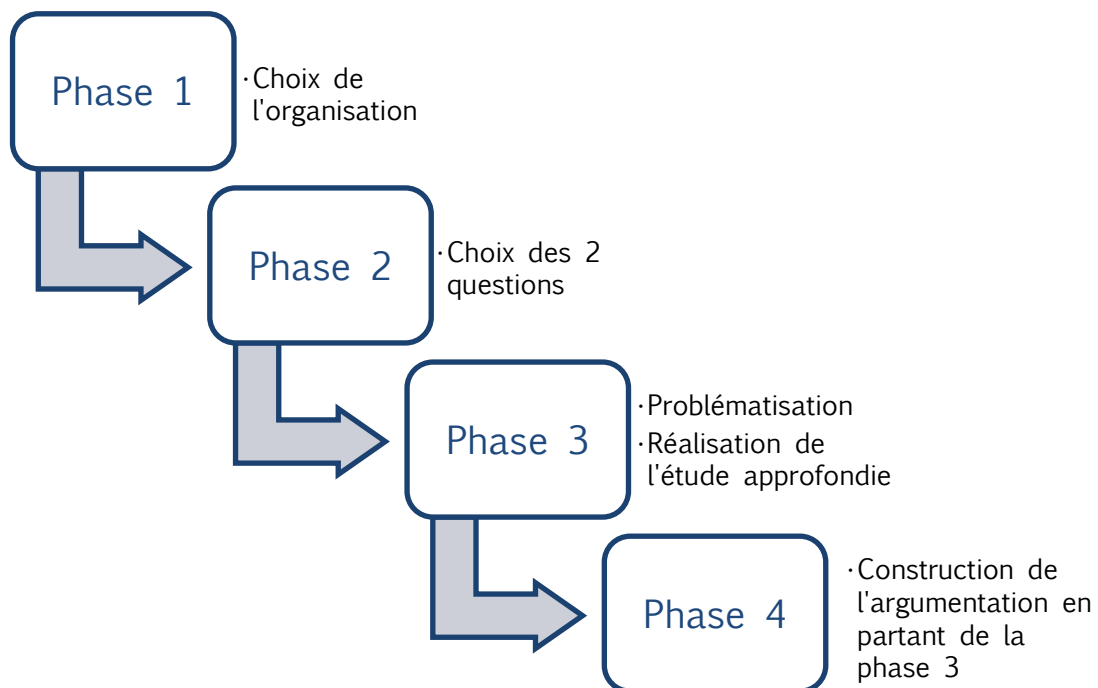 Phase 1
·Choix de
l'organisation
Phase 2
·Choix des 2
questions
Phase 3
·Problématisation
·Réalisation de
l'étude approfondie
Phase 4
·Construction de
l'argumentation en
partant de la
phase 3